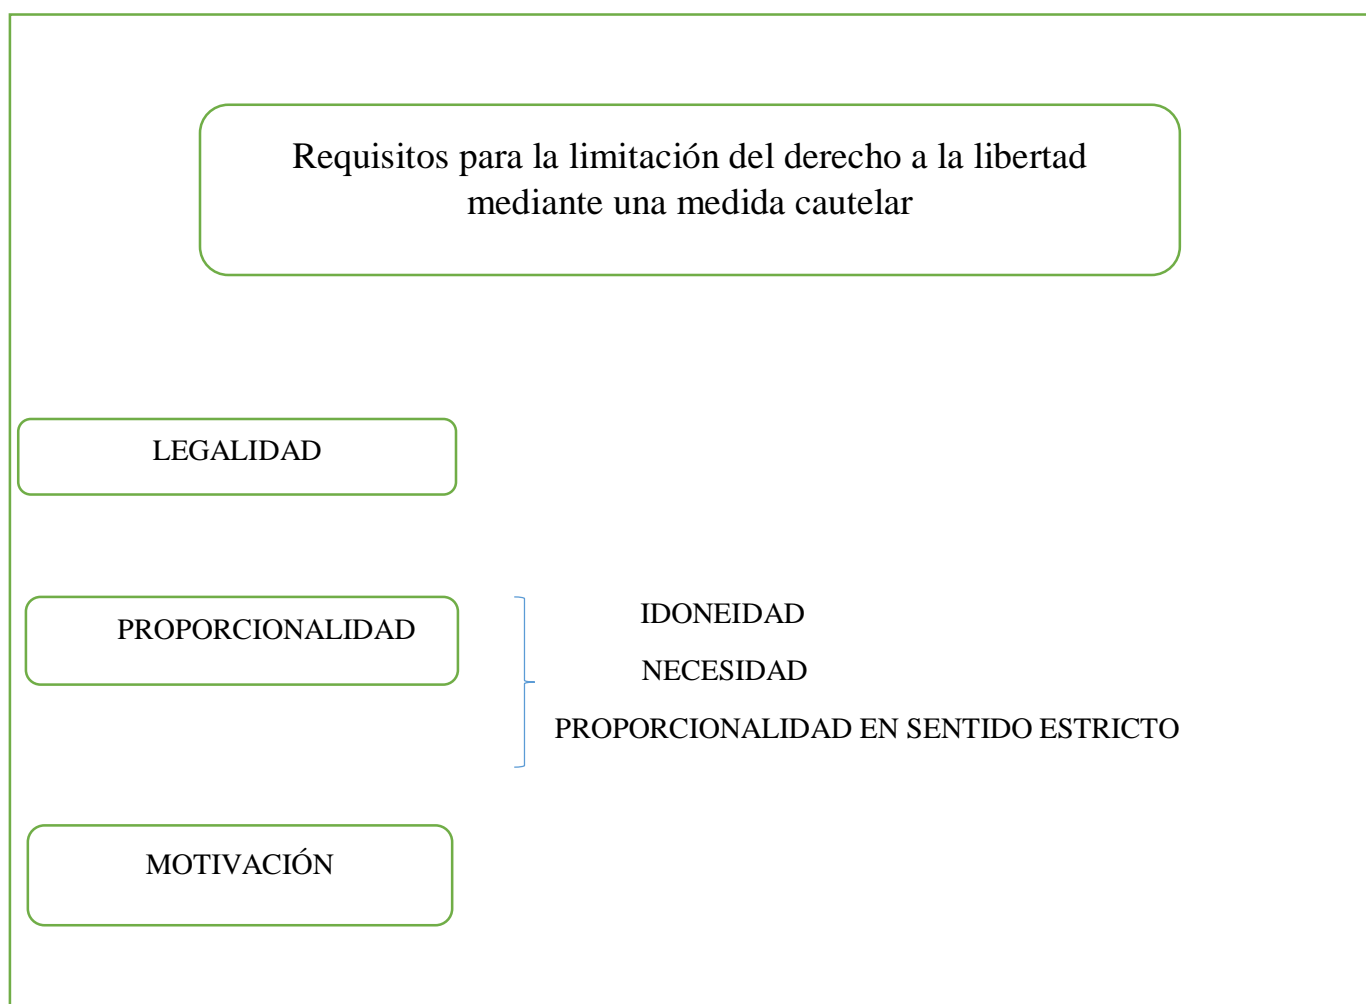 Requisitos para la limitación del derecho a la libertad
mediante una medida cautelar
LEGALIDAD
PROPORCIONALIDAD
IDONEIDAD
NECESIDAD
PROPORCIONALIDAD EN SENTIDO ESTRICTO
MOTIVACIÓN